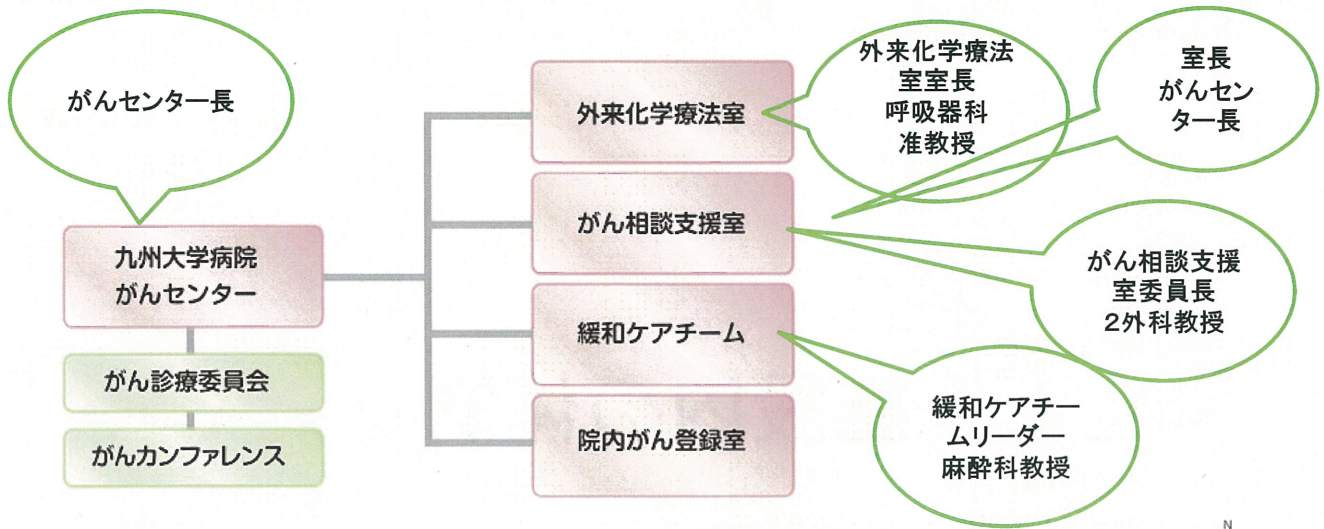 がんセンター長
九州大学病院
がんセンター
がん診療委員会
がんカンファレンス
外来化学療法室
がん相談支援室
緩和ケアチーム
院内がん登録室
外来化学療法
室室長
呼吸器科
准教授
室長
がんセン
ター長
がん相談支援
室委員長
2外科教授
緩和ケアチー
ムリーダー
麻酔科教授
N